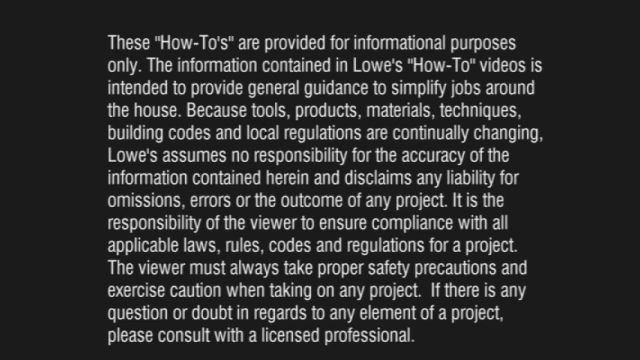 These "How-To's" are provided for informational purposes
only. The information contained in Lowe's "How-To" videos is
intended to provide general guidance to simplify jobs around
the house. Because tools, products, materials, techniques,
building codes and local regulations are continually changing,
Lowe's assumes no responsibility for the accuracy of the
information contained herein and disclaims any liability for
omissions, errors or the outcome of any project. It is the
responsibility of the viewer to ensure compliance with all
applicable laws, rules, codes and regulations for a project.
The viewer must always take proper safety precautions and
exercise caution when taking on any project.  If there is any
question or doubt in regards to any element of a project,
please consult with a licensed professional.